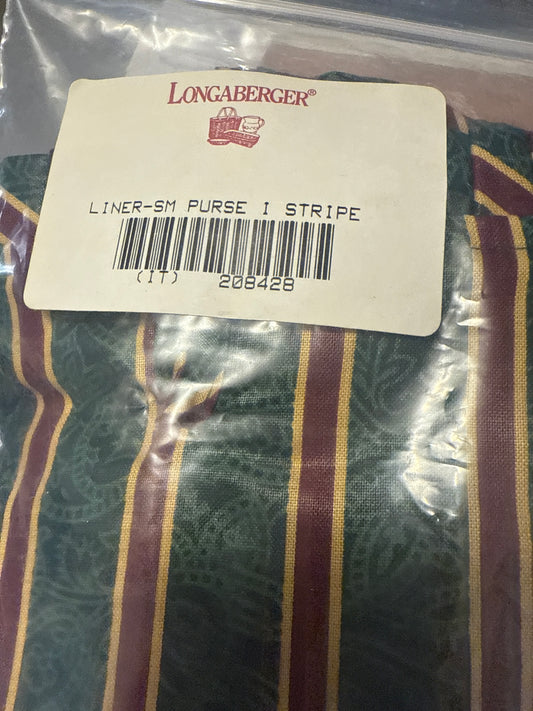 LONGABERGER®
LINER-SM PURSE I STRIPE
(IT) 208428